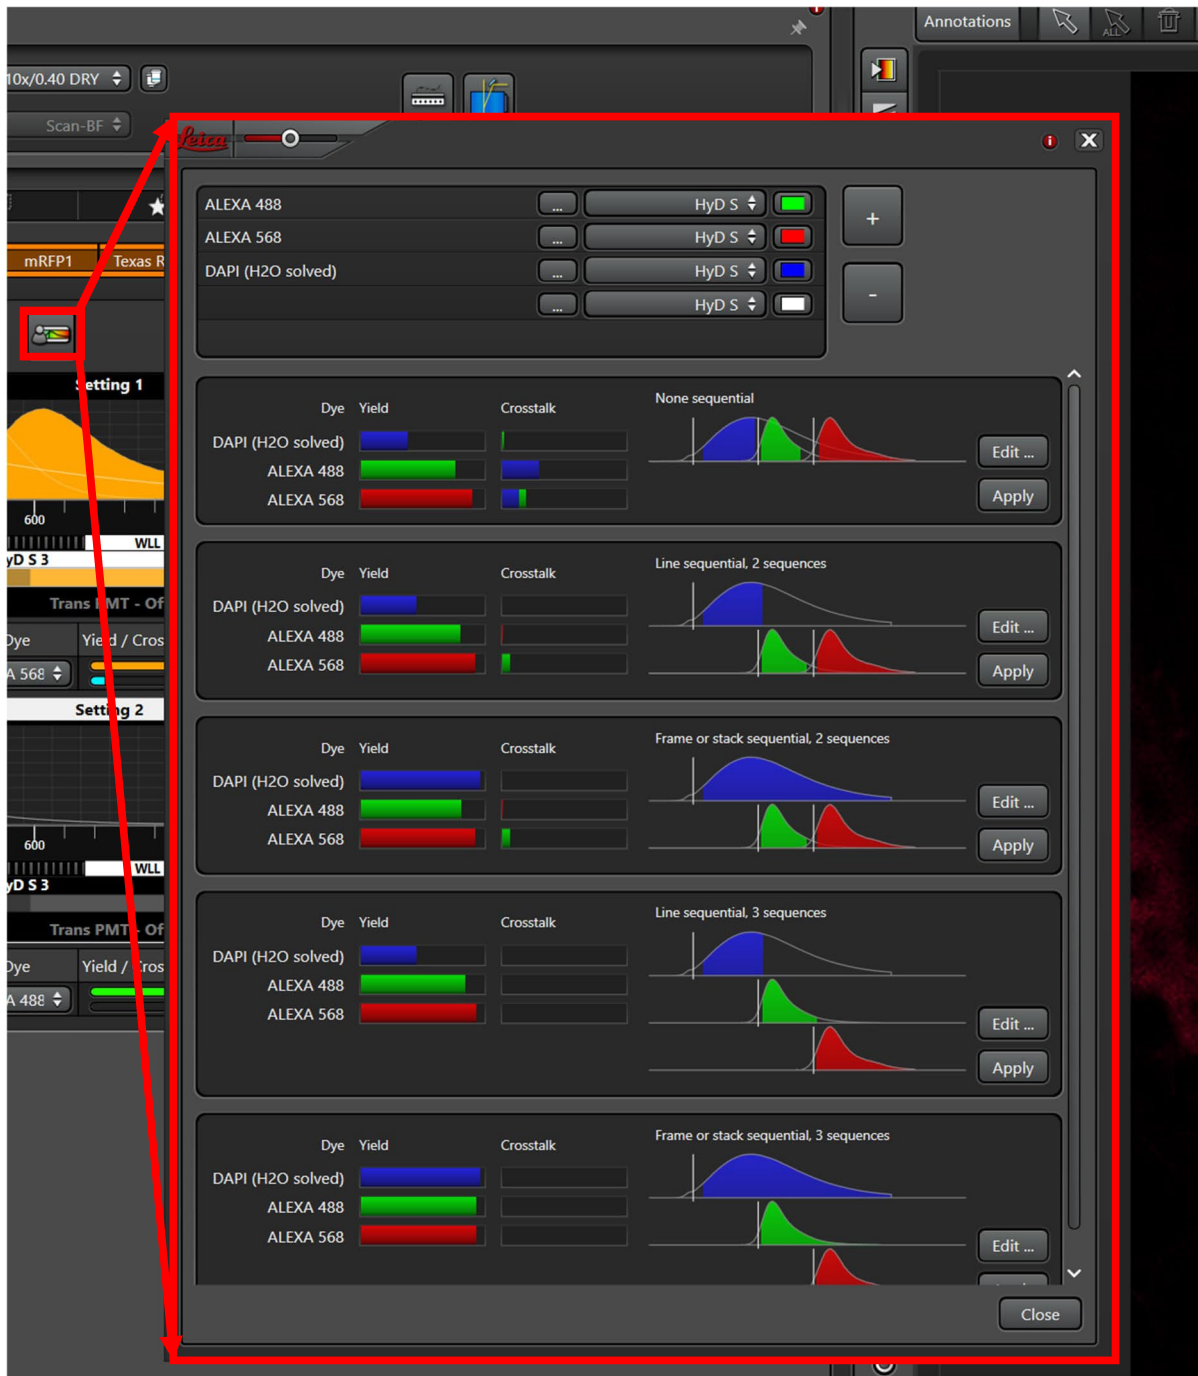 Annotations
10x/0.40 DRY
ALL
Scan-BF
Leica
ALEXA 488 ... HyD S
+
ALEXA 568 ... HyD S
mRFP1 Texas R
DAPI (H2O solved) ... HyD S
-
... HyD S
Setting 1
None sequential
Dye Yield Crosstalk
DAPI (H2O solved)
Edit ...
ALEXA 488
ALEXA 568
Apply
600
WLL
yD S 3
Line sequential, 2 sequences
Dye Yield Crosstalk
Trans PMT - Of
DAPI (H2O solved)
Edit ...
Dye Yield / Cros
ALEXA 488
A 568
ALEXA 568
Apply
Setting 2
Frame or stack sequential, 2 sequences
Dye Yield Crosstalk
DAPI (H2O solved)
Edit ...
ALEXA 488
600
ALEXA 568
Apply
WLL
yD S 3
Line sequential, 3 sequences
Dye Yield Crosstalk
Trans PMT - Of
DAPI (H2O solved)
Dye Yield / Cros
ALEXA 488
A 488
ALEXA 568
Edit ...
Apply
Frame or stack sequential, 3 sequences
Dye Yield Crosstalk
DAPI (H2O solved)
ALEXA 488
ALEXA 568
Edit ...
Close